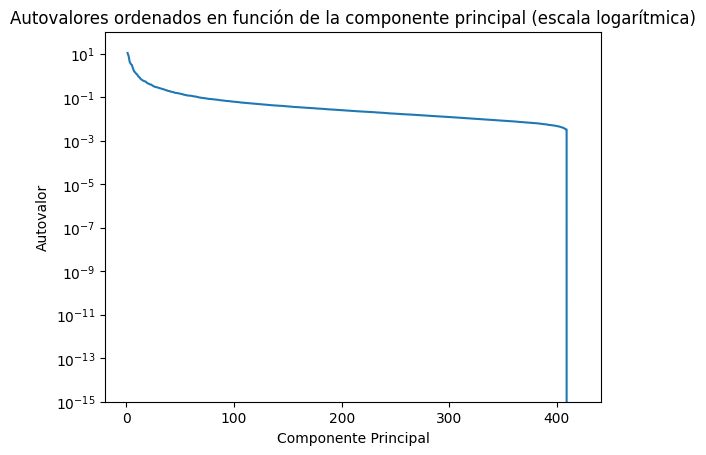 Autovalores ordenados en función de la componente principal (escala logarítmica)
10^1
10^-1
10^-3
10^-5
10^-7
10^-9
10^-11
10^-13
10^-15
Autovalor
0 100 200 300 400
Componente Principal